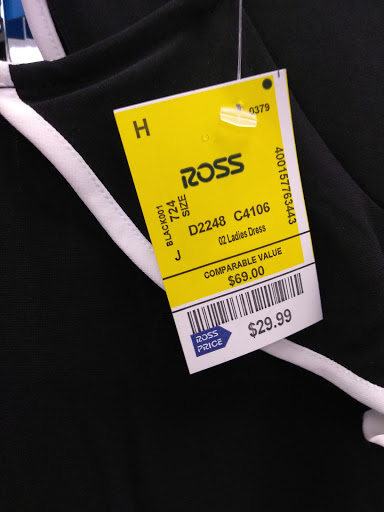 H
0379
ROSS
400157763443
BLACK001
724
SIZE
J
D2248 C4106
02 Ladies Dress
COMPARABLE VALUE
$69.00
ROSS
PRICE
$29.99